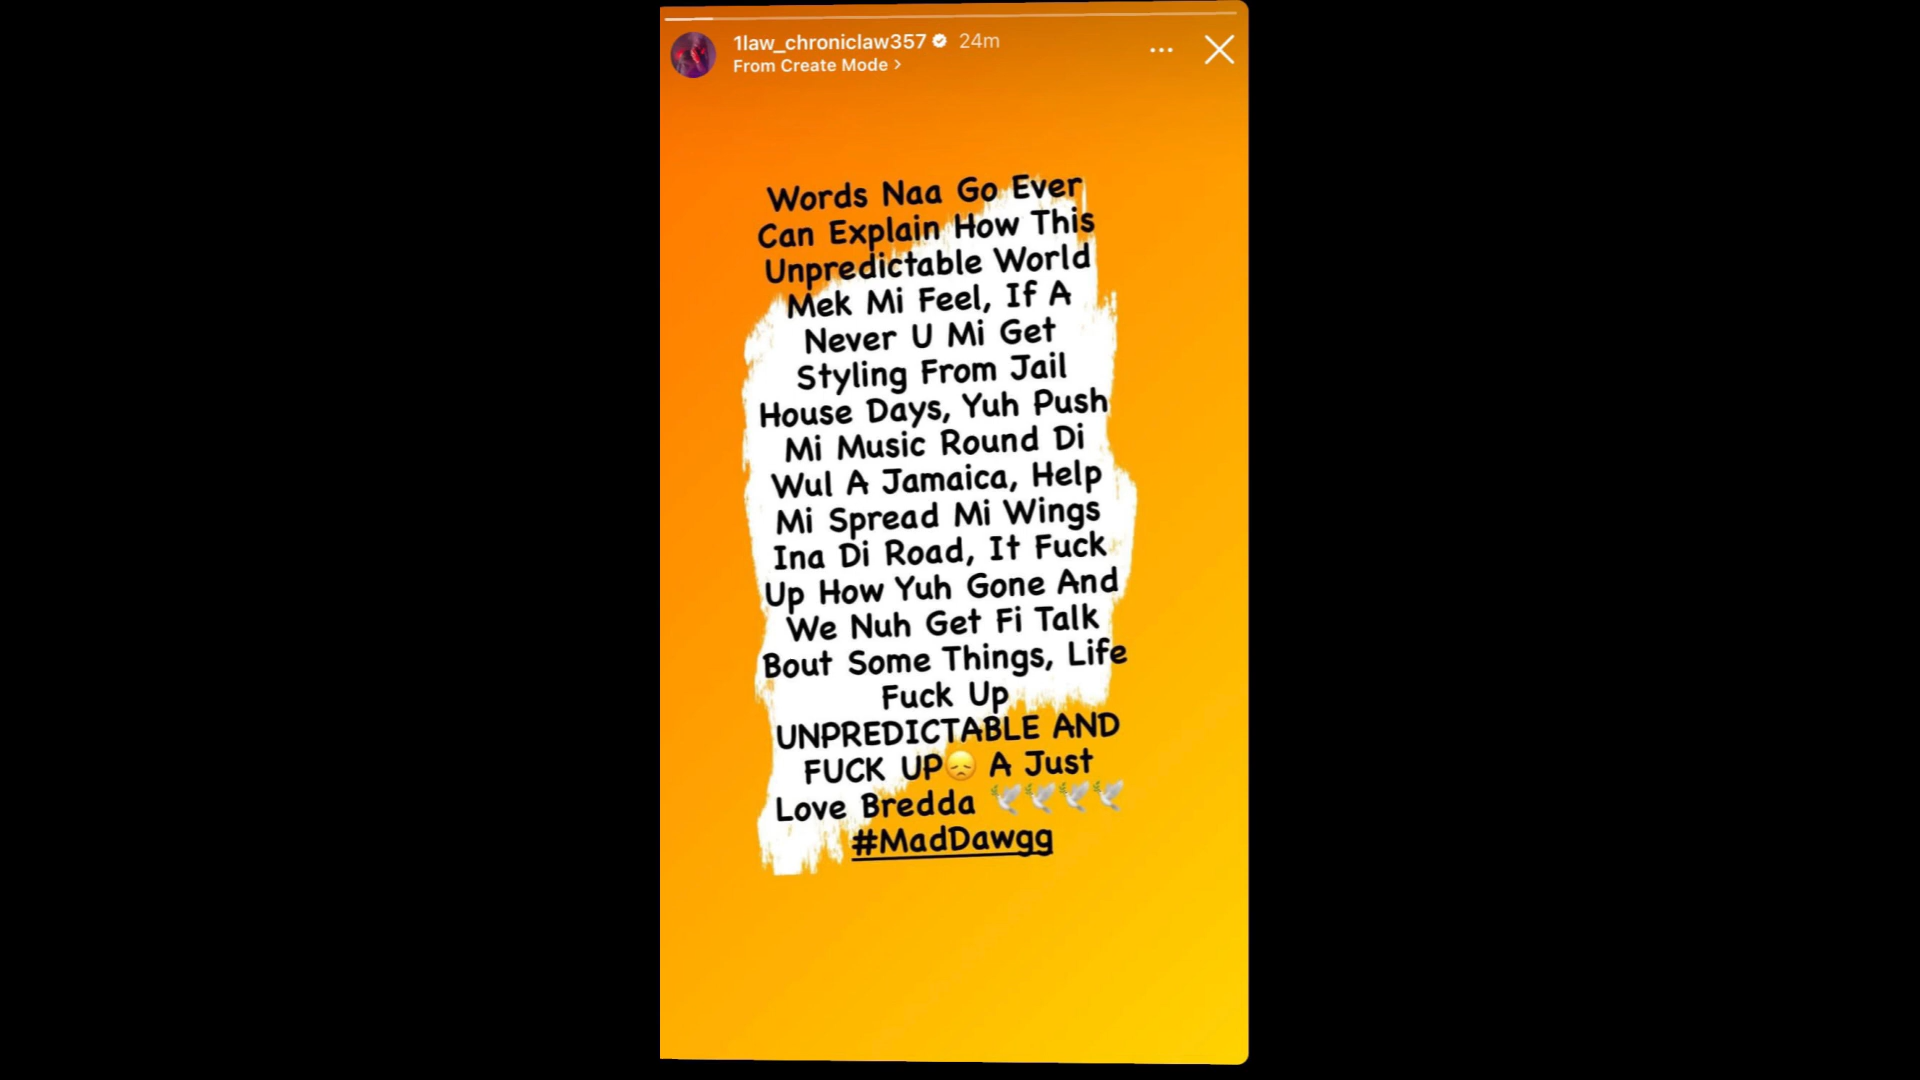 1law_chroniclaw357 24m
From Create Mode >
Words Naa Go Ever
Can Explain How This
Unpredictable World
Mek Mi Feel, If A
Never U Mi Get
Styling From Jail
House Days, Yuh Push
Mi Music Round Di
Wul A Jamaica, Help
Mi Spread Mi Wings
Ina Di Road, It Fuck
Up How Yuh Gone And
We Nuh Get Fi Talk
Bout Some Things, Life
Fuck Up
UNPREDICTABLE AND
FUCK UP😞 A Just
Love Bredda 🕊️🕊️🕊️🕊️
#MadDawgg